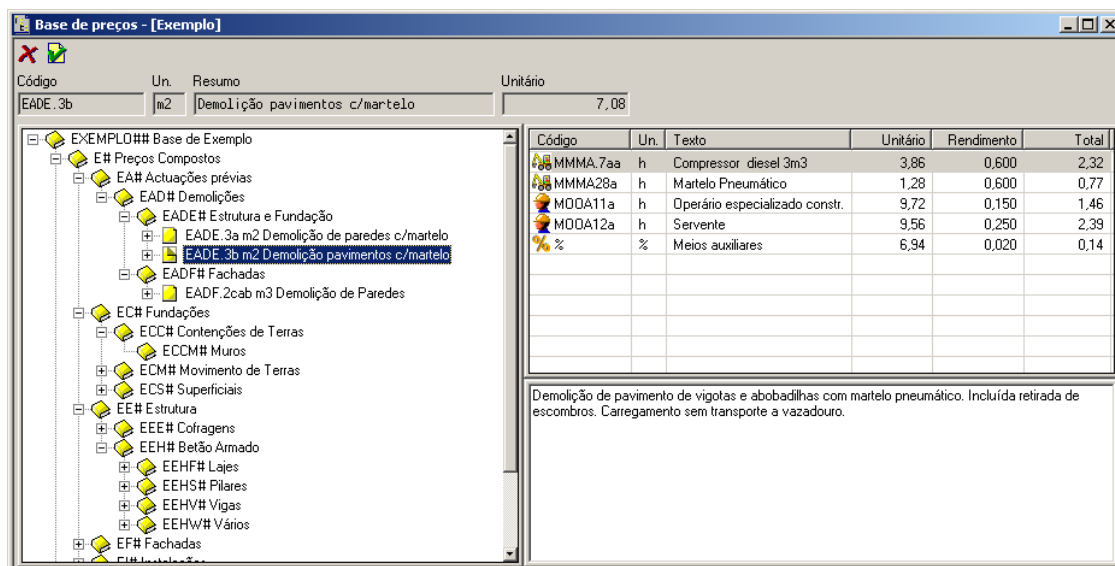 Base de preços - [Exemplo]
Código Un. Resumo Unitário
EADE.3b m2 Demolição pavimentos c/martelo 7,08
EXEMPLO## Base de Exemplo
E# Preços Compostos
EA# Actuações prévias
EAD# Demolições
EADE# Estrutura e Fundação
EADE.3a m2 Demolição de paredes c/martelo
EADE.3b m2 Demolição pavimentos c/martelo
EADF# Fachadas
EADF.2cab m3 Demolição de Paredes
EC# Fundações
ECC# Contenções de Terras
ECCM# Muros
ECM# Movimento de Terras
ECS# Superficiais
EE# Estrutura
EEE# Cofragens
EEH# Betão Armado
EEHF# Lajes
EEHS# Pilares
EEHV# Vigas
EEHW# Vários
EF# Fachadas
Código Un. Texto Unitário Rendimento Total
MMMA.7aa h Compressor diesel 3m3 3,86 0,600 2,32
MMMA28a h Martelo Pneumático 1,28 0,600 0,77
MOOA11a h Operário especializado constr. 9,72 0,150 1,46
MOOA12a h Servente 9,56 0,250 2,39
% % Meios auxiliares 6,94 0,020 0,14
Demolição de pavimento de vigotas e abobadilhas com martelo pneumático. Incluída retirada de
escombros. Carregamento sem transporte a vazadouro.